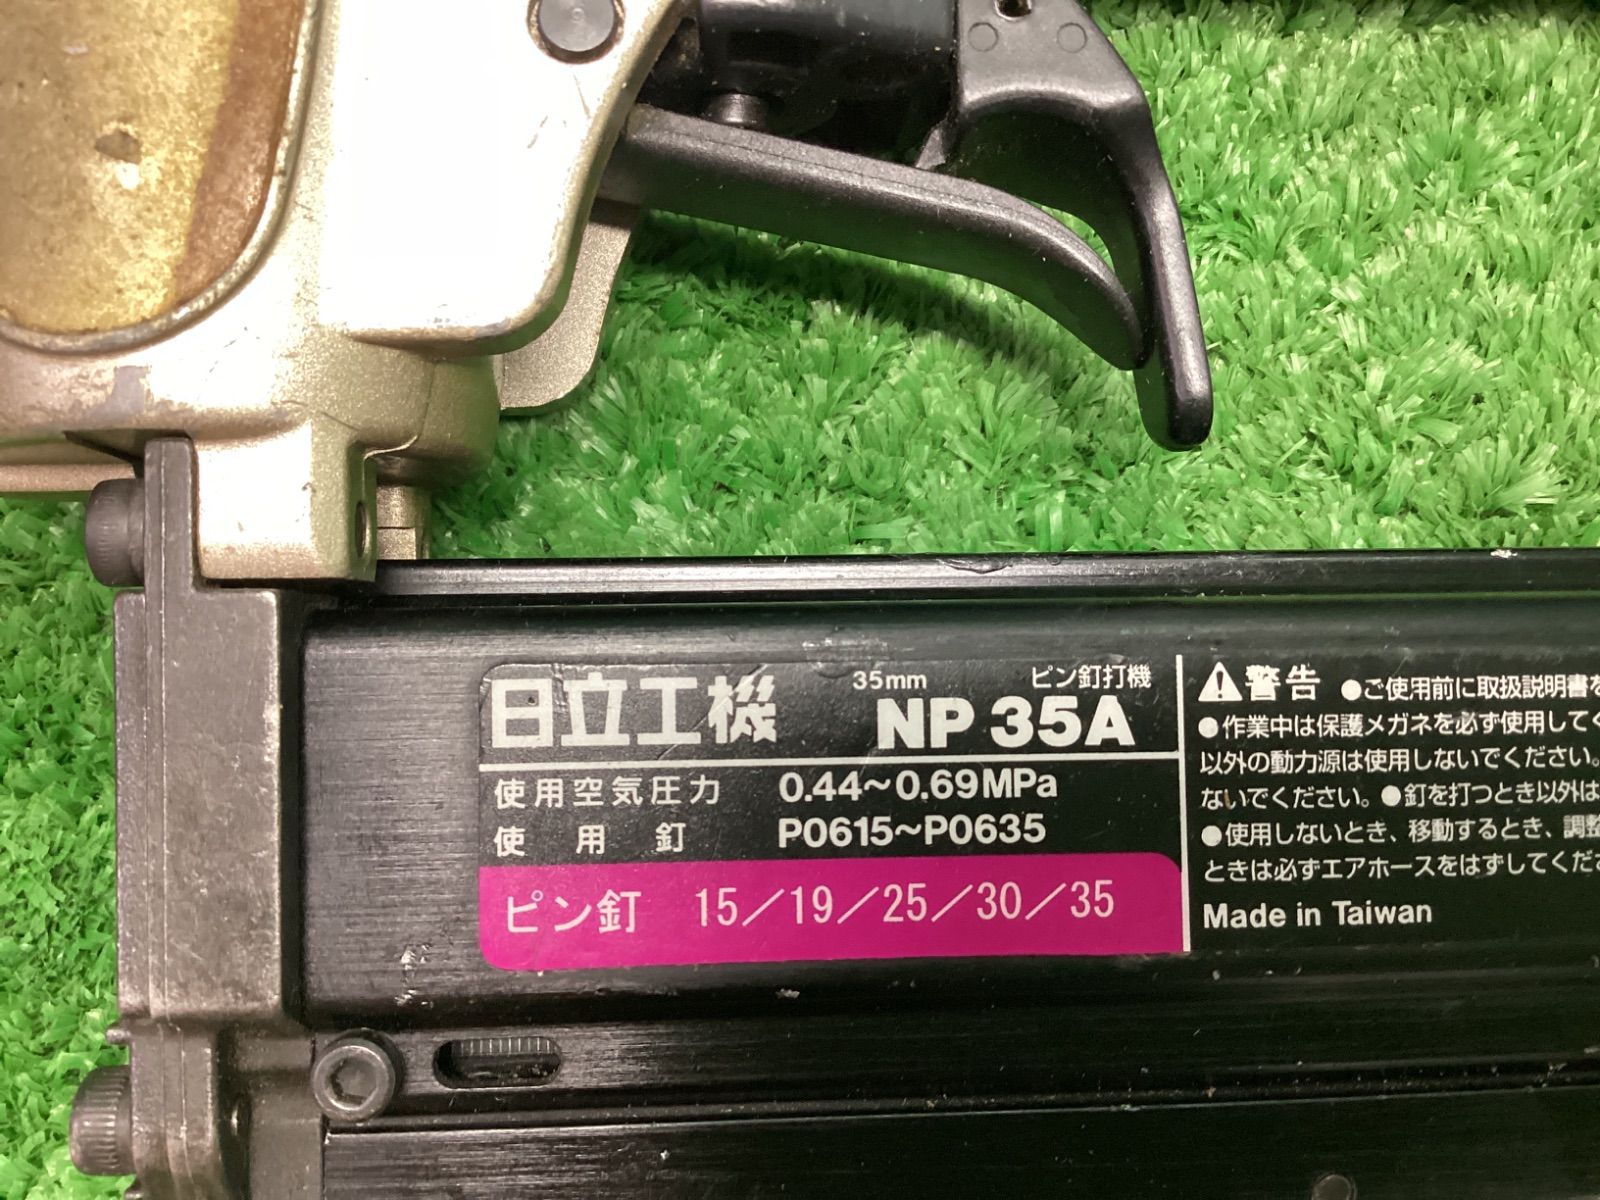 日立工機
35mm
ピン釘打機
NP 35A
使用空気圧力 0.44～0.69MPa
使用釘 P0615～P0635
ピン釘 15／19／25／30／35
警告 ●ご使用前に取扱説明書を
●作業中は保護メガネを必ず使用してく
以外の動力源は使用しないでください。
ないでください。●釘を打つとき以外は
●使用しないとき、移動するとき、調整
ときは必ずエアホースをはずしてくだ
Made in Taiwan